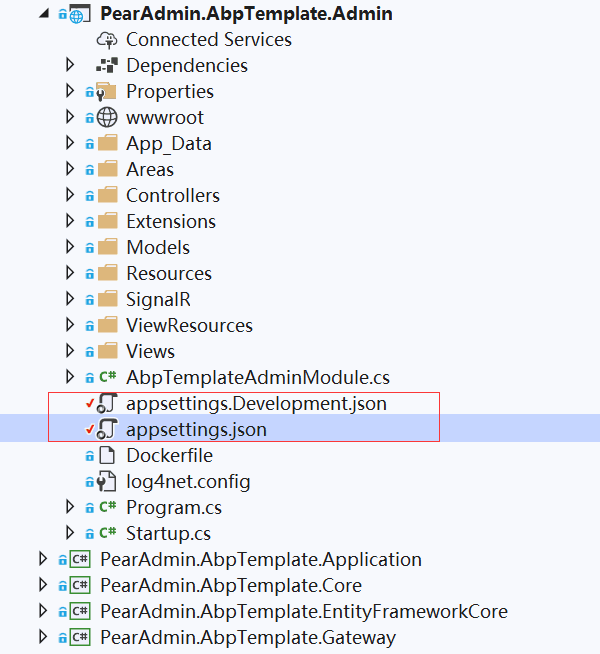 PearAdmin.AbpTemplate.Admin
Connected Services
Dependencies
Properties
wwwroot
App_Data
Areas
Controllers
Extensions
Models
Resources
SignalR
ViewResources
Views
C# AbpTemplateAdminModule.cs
appsettings.Development.json
appsettings.json
Dockerfile
log4net.config
C# Program.cs
C# Startup.cs
C# PearAdmin.AbpTemplate.Application
C# PearAdmin.AbpTemplate.Core
C# PearAdmin.AbpTemplate.EntityFrameworkCore
C# PearAdmin.AbpTemplate.Gateway